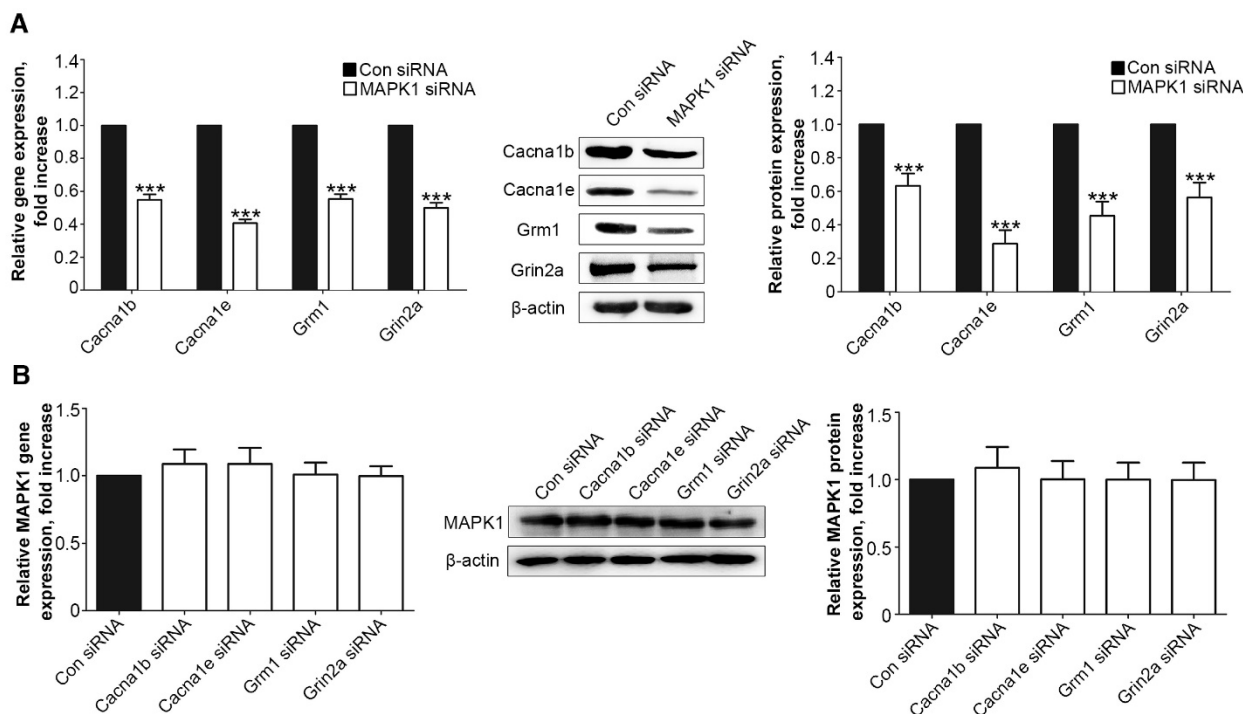 A
Relative gene expression,
fold increase
1.4
1.2
1.0
0.8
0.6
0.4
0.2
0
Con siRNA
MAPK1 siRNA
***
***
***
***
Cacna1b
Cacna1e
Grm1
Grin2a
Con siRNA
MAPK1 siRNA
Cacna1b
Cacna1e
Grm1
Grin2a
β-actin
Relative protein expression,
fold increase
1.4
1.2
1.0
0.8
0.6
0.4
0.2
0
Con siRNA
MAPK1 siRNA
***
***
***
***
Cacna1b
Cacna1e
Grm1
Grin2a
B
Relative MAPK1 gene
expression, fold increase
1.5
1.0
0.5
0
Con siRNA
Cacna1b siRNA
Cacna1e siRNA
Grm1 siRNA
Grin2a siRNA
Con siRNA
Cacna1b siRNA
Cacna1e siRNA
Grm1 siRNA
Grin2a siRNA
MAPK1
β-actin
Relative MAPK1 protein
expression, fold increase
1.5
1.0
0.5
0
Con siRNA
Cacna1b siRNA
Cacna1e siRNA
Grm1 siRNA
Grin2a siRNA